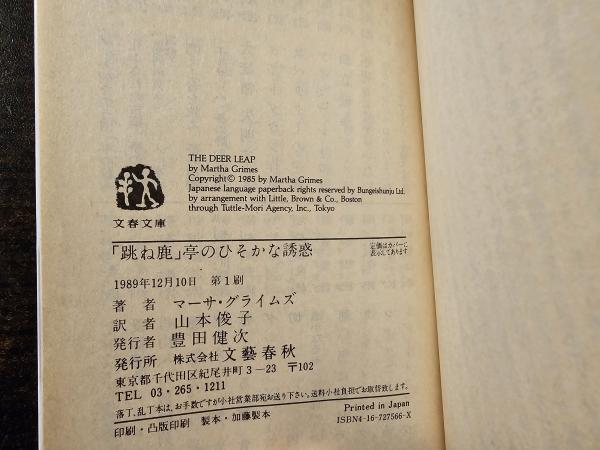 THE DEER LEAP
by Martha Grimes
Copyright© 1985 by Martha Grimes
Japanese language paperback rights reserved by Bungeishunju Ltd.
by arrangement with Little, Brown & Co., Boston
through Tuttle-Mori Agency, Inc., Tokyo
文春文庫
「跳ね鹿」亭のひそかな誘惑
定価はカバーに
表示してあります
1989年12月10日 第1刷
著者 マーサ・グライムズ
訳者 山本俊子
発行者 豊田健次
発行所 株式会社 文藝春秋
東京都千代田区紀尾井町3—23 〒102
TEL 03・265・1211
落丁、乱丁本は、お手数ですが小社営業部宛お送り下さい。送料小社負担でお取替致します。
印刷・凸版印刷 製本・加藤製本
Printed in Japan
ISBN4-16-727566-X